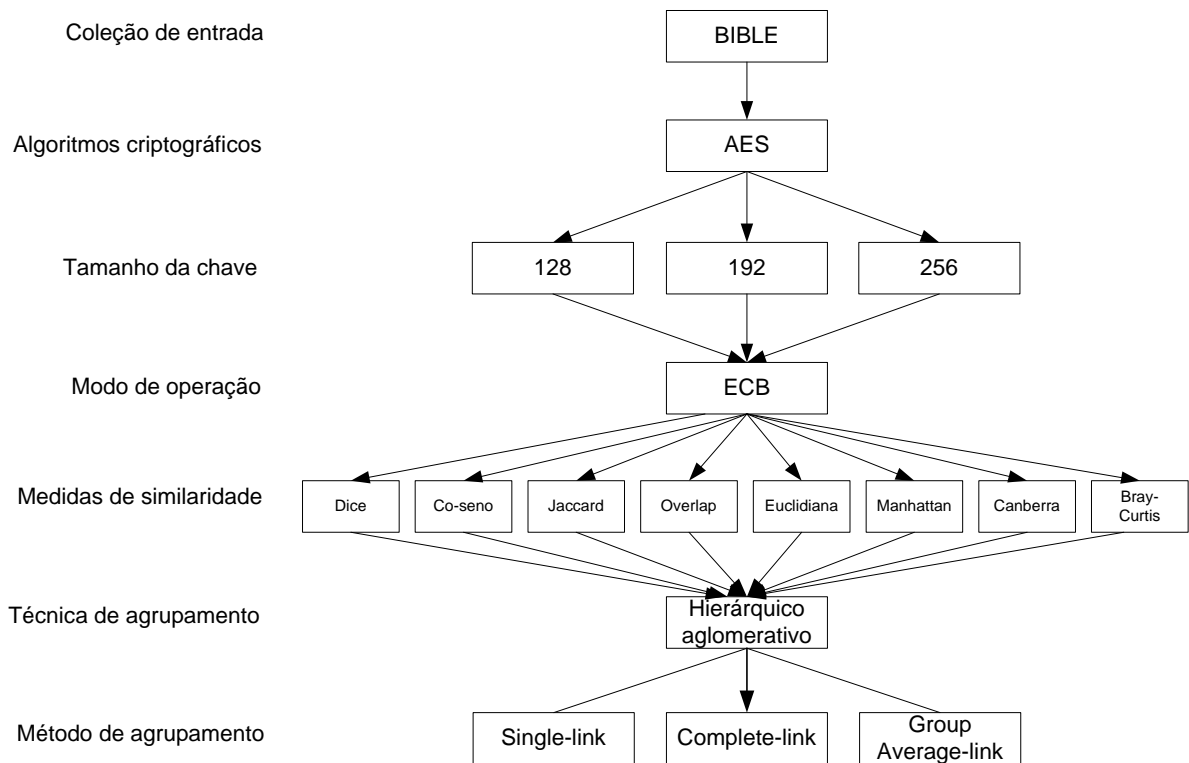 Coleção de entrada
BIBLE
Algoritmos criptográficos
AES
Tamanho da chave
128
192
256
Modo de operação
ECB
Medidas de similaridade
Dice
Co-seno
Jaccard
Overlap
Euclidiana
Manhattan
Canberra
Bray-
Curtis
Técnica de agrupamento
Hierárquico
aglomerativo
Método de agrupamento
Single-link
Complete-link
Group
Average-link